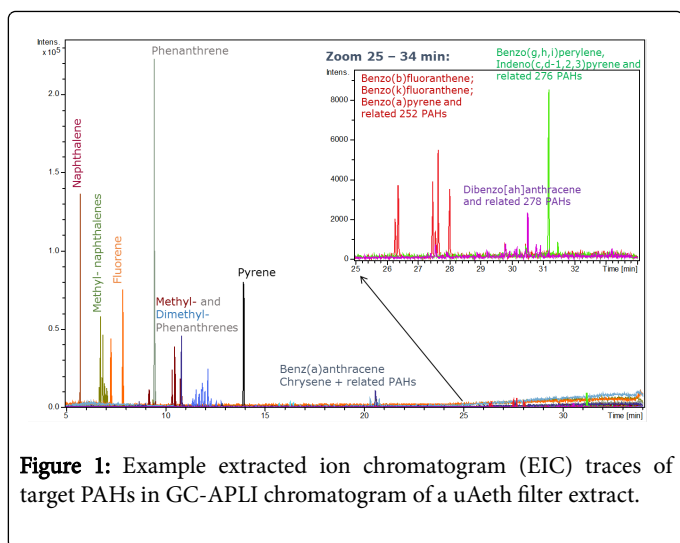 Intens.
x10⁵
2.0
1.5
1.0
0.5
0.0
5
10
15
20
25
30
Time [min]
Naphthalene
Methyl- naphthalenes
Fluorene
Phenanthrene
Methyl- and
Dimethyl-
Phenanthrenes
Pyrene
Benz(a)anthracene
Chrysene + related PAHs
Zoom 25 – 34 min:
Intens.
8000
6000
4000
2000
0
25
26
27
28
29
30
31
32
Time [min]
Benzo(b)fluoranthene;
Benzo(k)fluoranthene;
Benzo(a)pyrene and
related 252 PAHs
Benzo(g,h,i)perylene,
Indeno(c,d-1,2,3)pyrene and
related 276 PAHs
Dibenzo[ah]anthracene
and related 278 PAHs
Figure 1: Example extracted ion chromatogram (EIC) traces of
target PAHs in GC-APLI chromatogram of a uAeth filter extract.